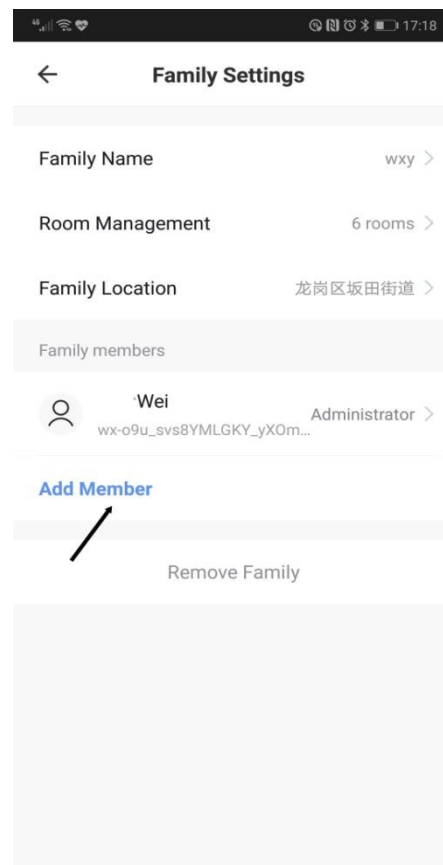 46 17:18
Family Settings
Family Name wxy
Room Management 6 rooms
Family Location 龙岗区坂田街道
Family members
Wei
wx-o9u_svs8YMLGKY_yXOm... Administrator
Add Member
Remove Family